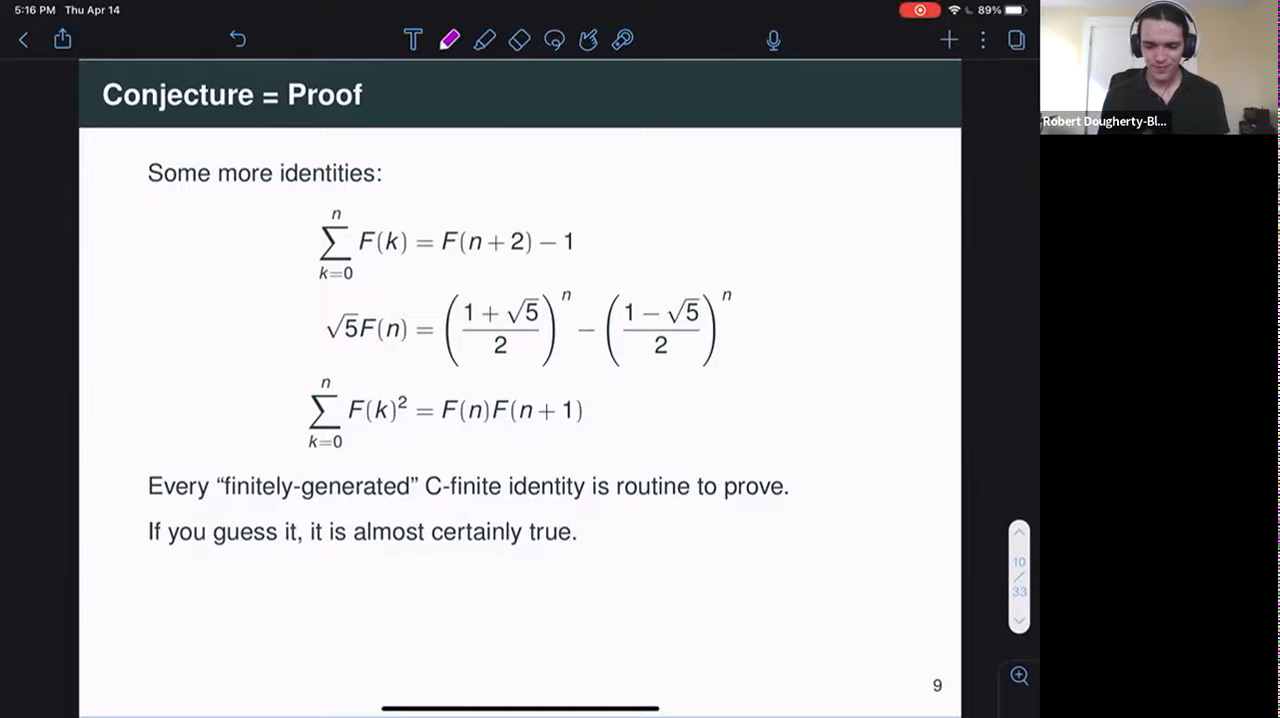 5:16 PM Thu Apr 14
89%
Conjecture = Proof
Robert Dougherty-Bl...
Some more identities:
\sum_{k=0}^{n} F(k) = F(n + 2) − 1
√5F(n) = ((1 + √5)/2)^n − ((1 − √5)/2)^n
\sum_{k=0}^{n} F(k)^2 = F(n)F(n + 1)
Every “finitely-generated” C-finite identity is routine to prove.
If you guess it, it is almost certainly true.
10
/
33
9